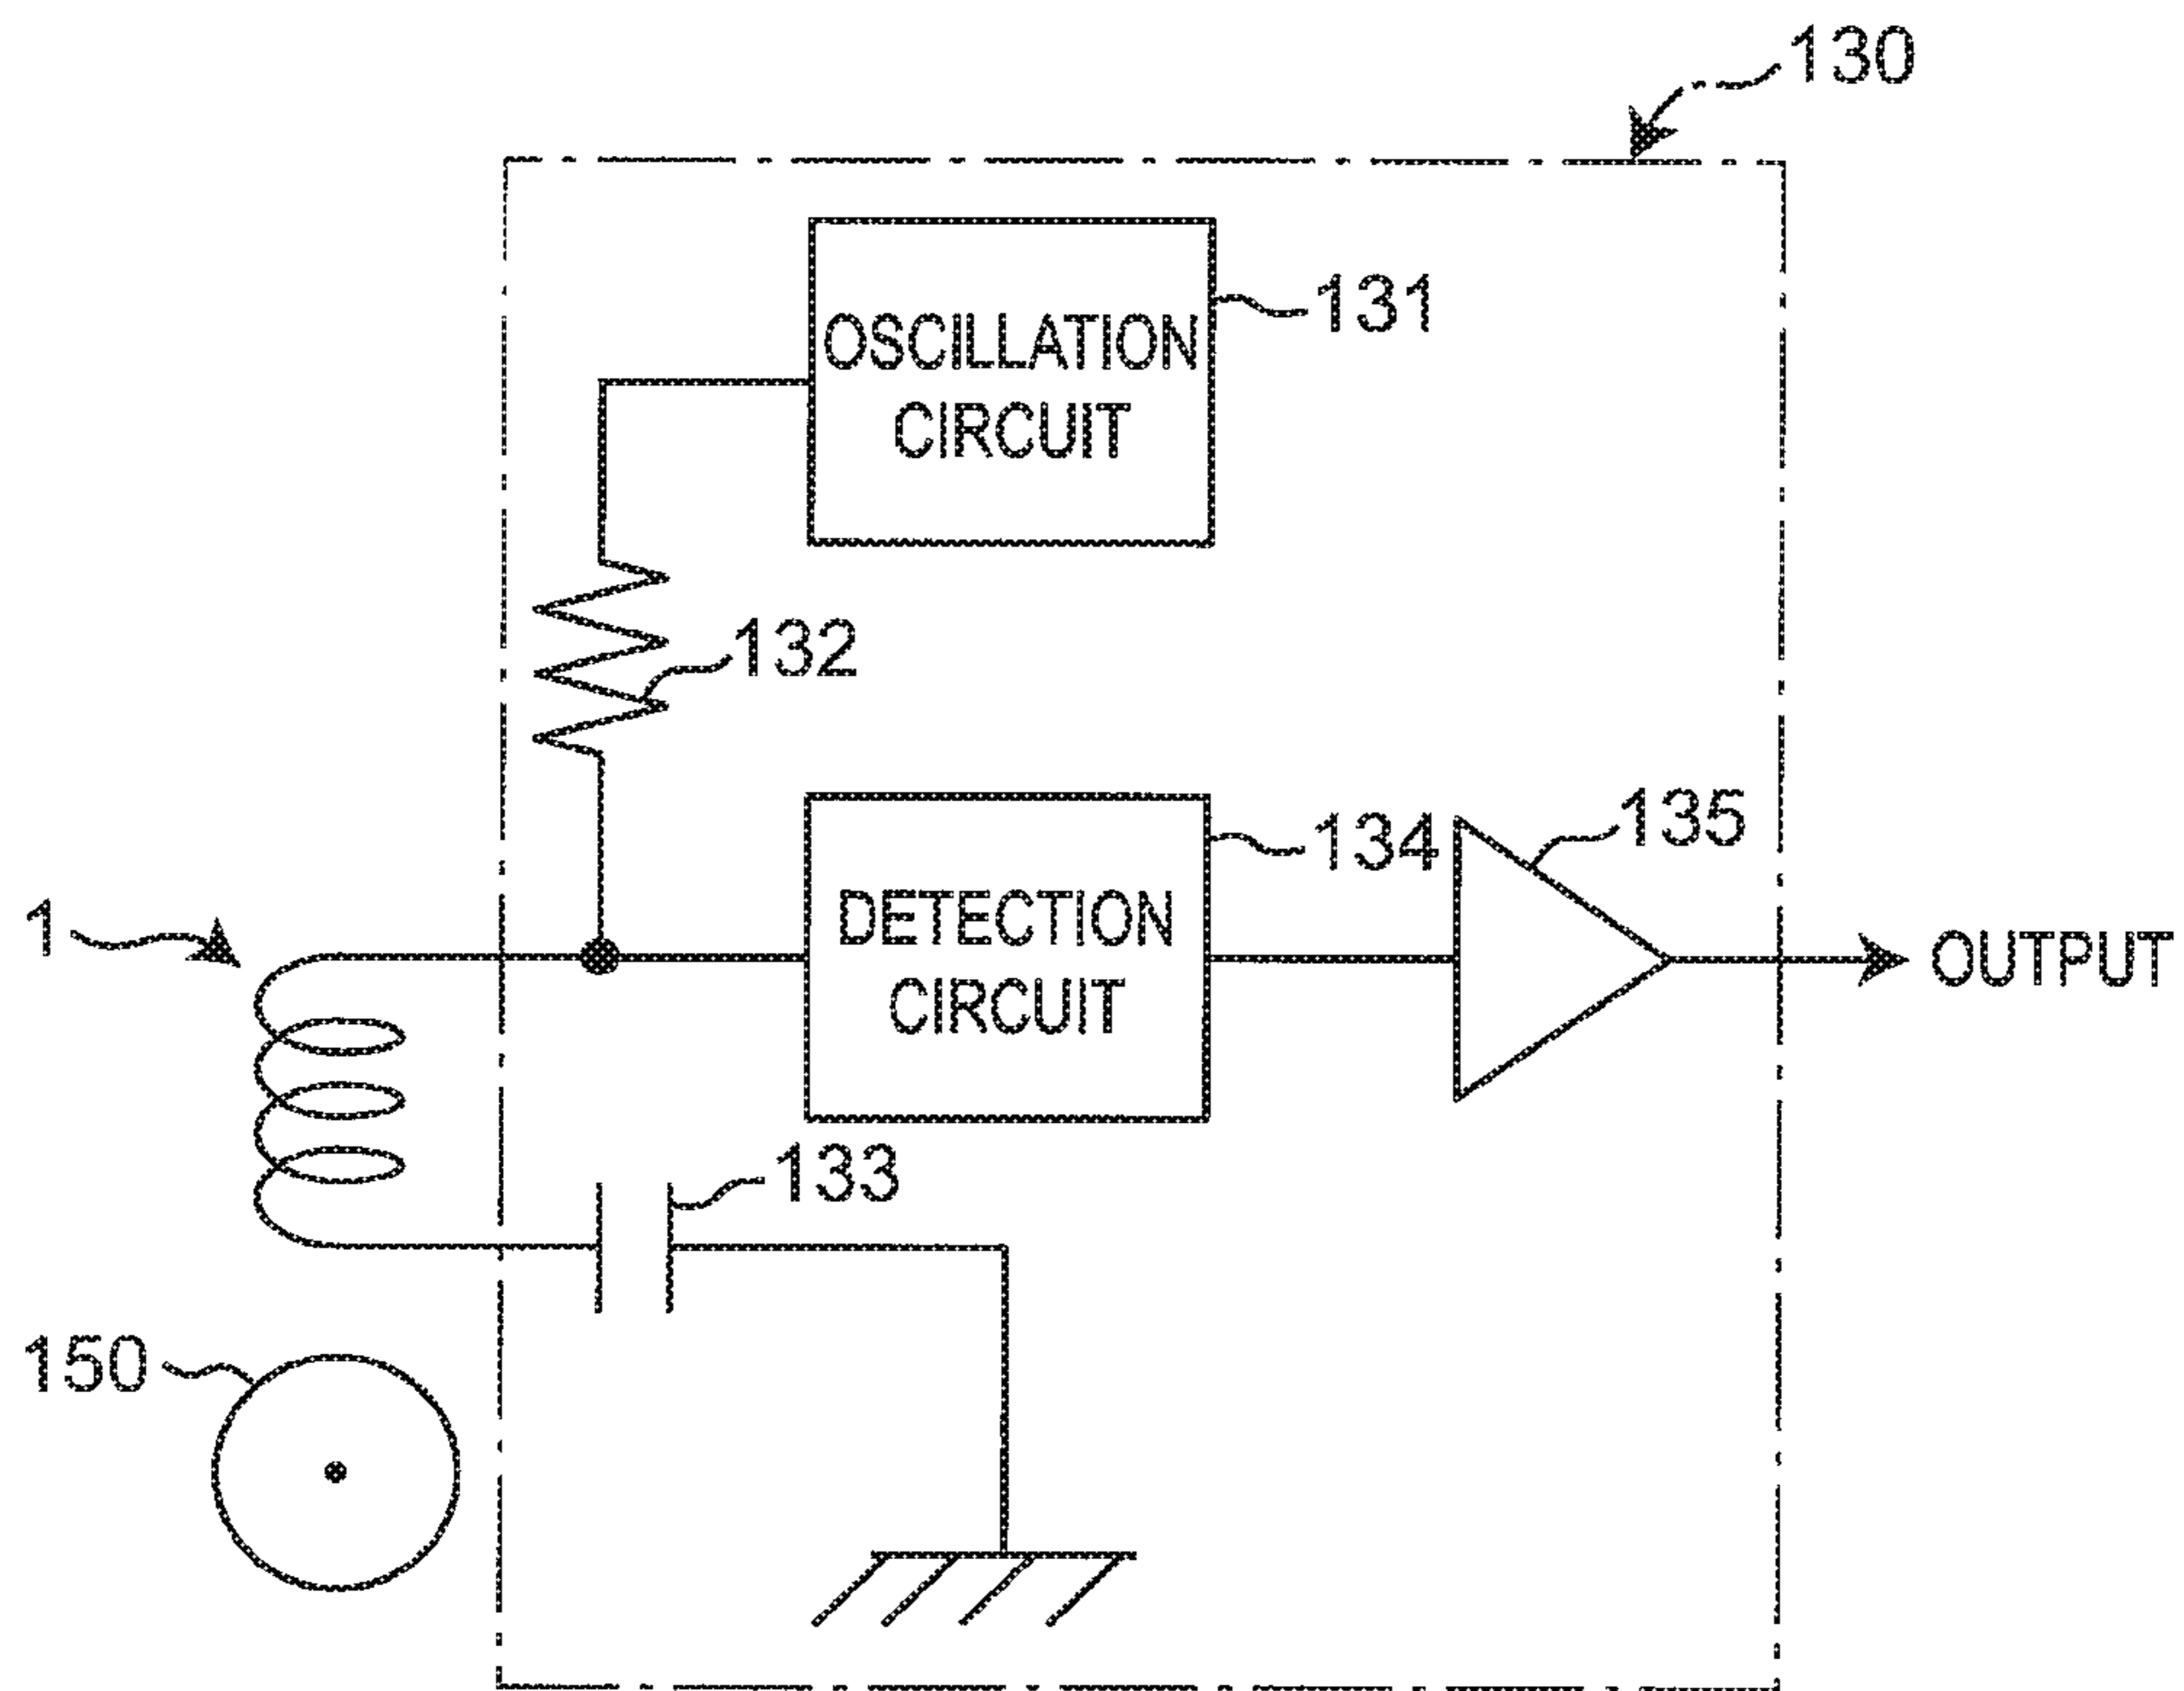 130
OSCILLATION
CIRCUIT
131
132
DETECTION
CIRCUIT
134
135
1
OUTPUT
133
150